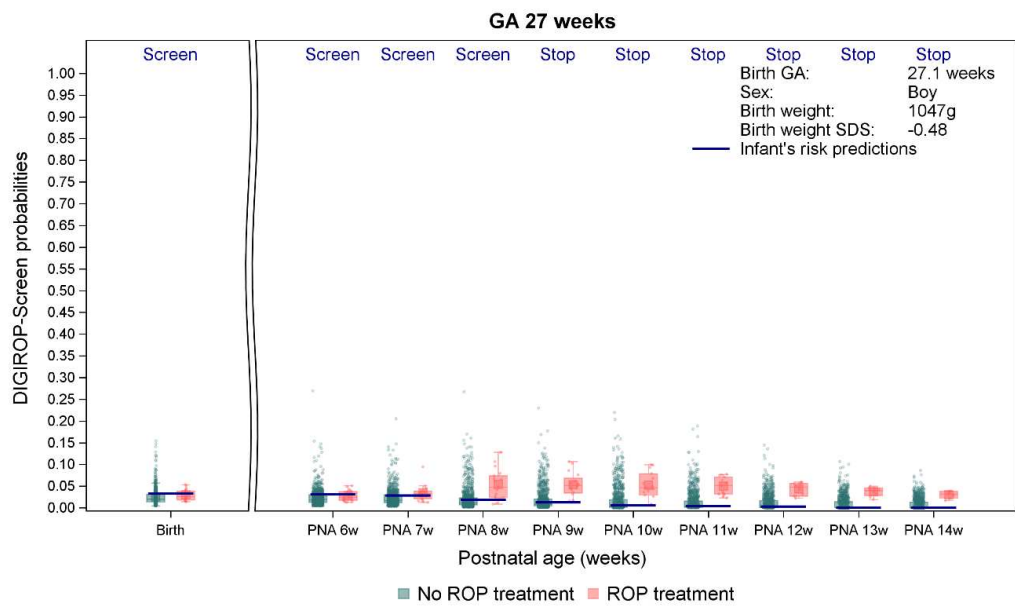 GA 27 weeks
Screen Screen Screen Screen Stop Stop Stop Stop Stop Stop
Birth GA: 27.1 weeks
Sex: Boy
Birth weight: 1047g
Birth weight SDS: -0.48
Infant's risk predictions
DIGIROP-Screen probabilities
1.00
0.95
0.90
0.85
0.80
0.75
0.70
0.65
0.60
0.55
0.50
0.45
0.40
0.35
0.30
0.25
0.20
0.15
0.10
0.05
0.00
Birth PNA 6w PNA 7w PNA 8w PNA 9w PNA 10w PNA 11w PNA 12w PNA 13w PNA 14w
Postnatal age (weeks)
No ROP treatment ROP treatment